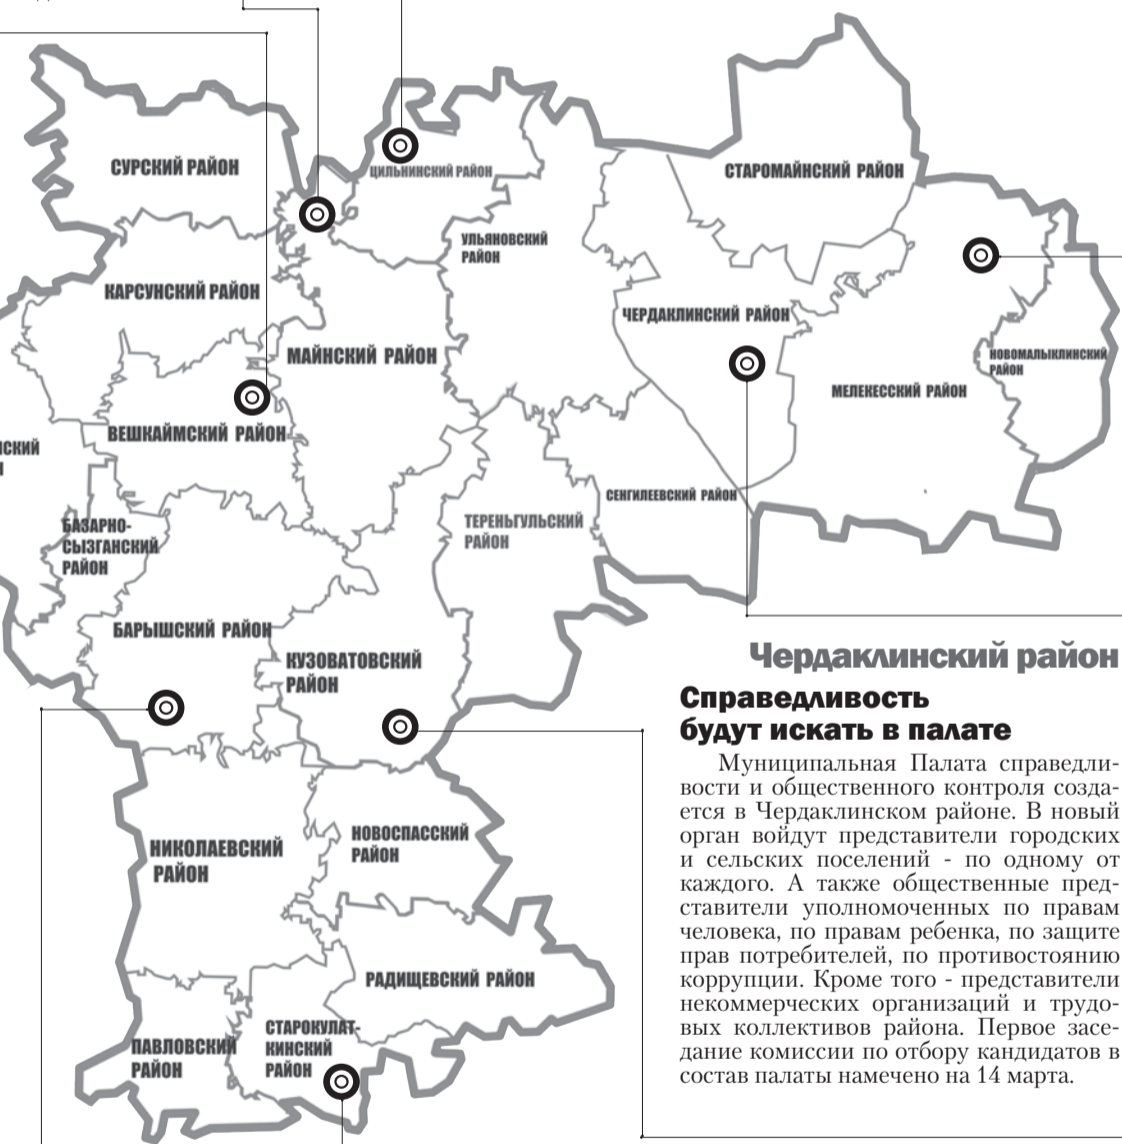 СУРСКИЙ РАЙОН
ЦИЛЬНИНСКИЙ РАЙОН
СТАРОМАЙНСКИЙ РАЙОН
УЛЬЯНОВСКИЙ
РАЙОН
КАРСУНСКИЙ РАЙОН
ЧЕРДАКЛИНСКИЙ РАЙОН
МАЙНСКИЙ РАЙОН
НОВОМАЛЫКЛИНСКИЙ
РАЙОН
МЕЛЕКЕССКИЙ РАЙОН
ВЕШКАЙМСКИЙ РАЙОН
СКИЙ
СЕНГИЛЕЕВСКИЙ РАЙОН
БАЗАРНО-
СЫЗГАНСКИЙ
РАЙОН
ТЕРЕНЬГУЛЬСКИЙ
РАЙОН
БАРЫШСКИЙ РАЙОН
КУЗОВАТОВСКИЙ
РАЙОН
НИКОЛАЕВСКИЙ
РАЙОН
НОВОСПАССКИЙ
РАЙОН
РАДИЩЕВСКИЙ РАЙОН
ПАВЛОВСКИЙ
РАЙОН
СТАРОКУЛАТ-
КИНСКИЙ
РАЙОН
Чердаклинский район
Справедливость
будут искать в палате
Муниципальная Палата справедли-
вости и общественного контроля созда-
ется в Чердаклинском районе. В новый
орган войдут представители городских
и сельских поселений - по одному от
каждого. А также общественные пред-
ставители уполномоченных по правам
человека, по правам ребенка, по защите
прав потребителей, по противостоянию
коррупции. Кроме того - представители
некоммерческих организаций и трудо-
вых коллективов района. Первое засе-
дание комиссии по отбору кандидатов в
состав палаты намечено на 14 марта.